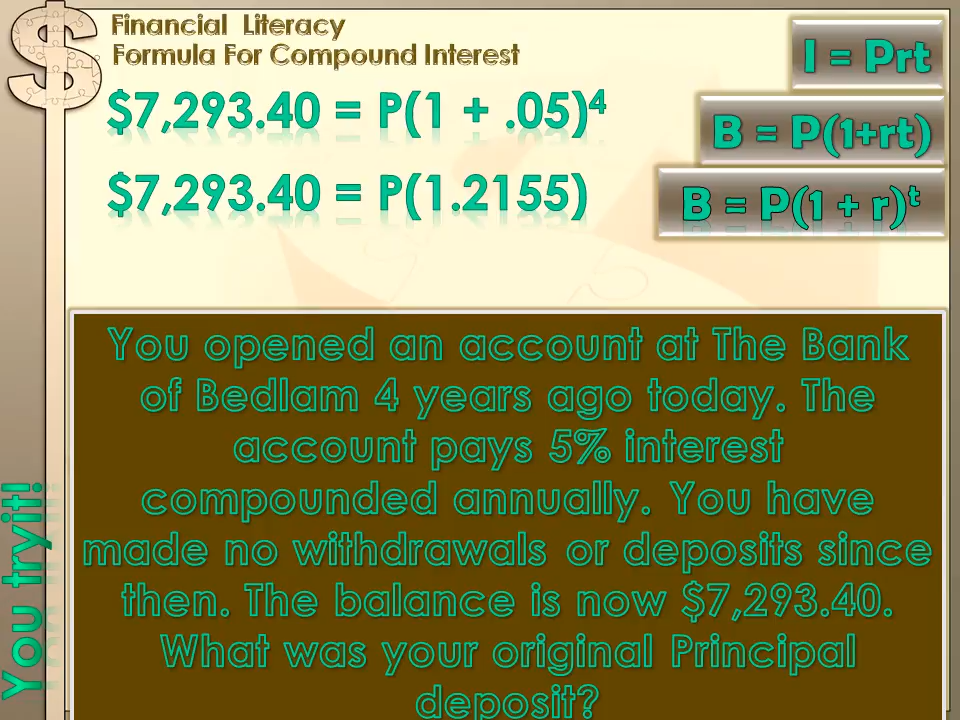 Financial Literacy
Formula For Compound Interest
$7,293.40 = P(1 + .05)⁴
$7,293.40 = P(1.2155)
I = Prt
B = P(1+rt)
B = P(1 + r)ᵗ
You opened an account at The Bank
of Bedlam 4 years ago today. The
account pays 5% interest
compounded annually. You have
made no withdrawals or deposits since
then. The balance is now $7,293.40.
What was your original Principal
deposit?
You tryit!